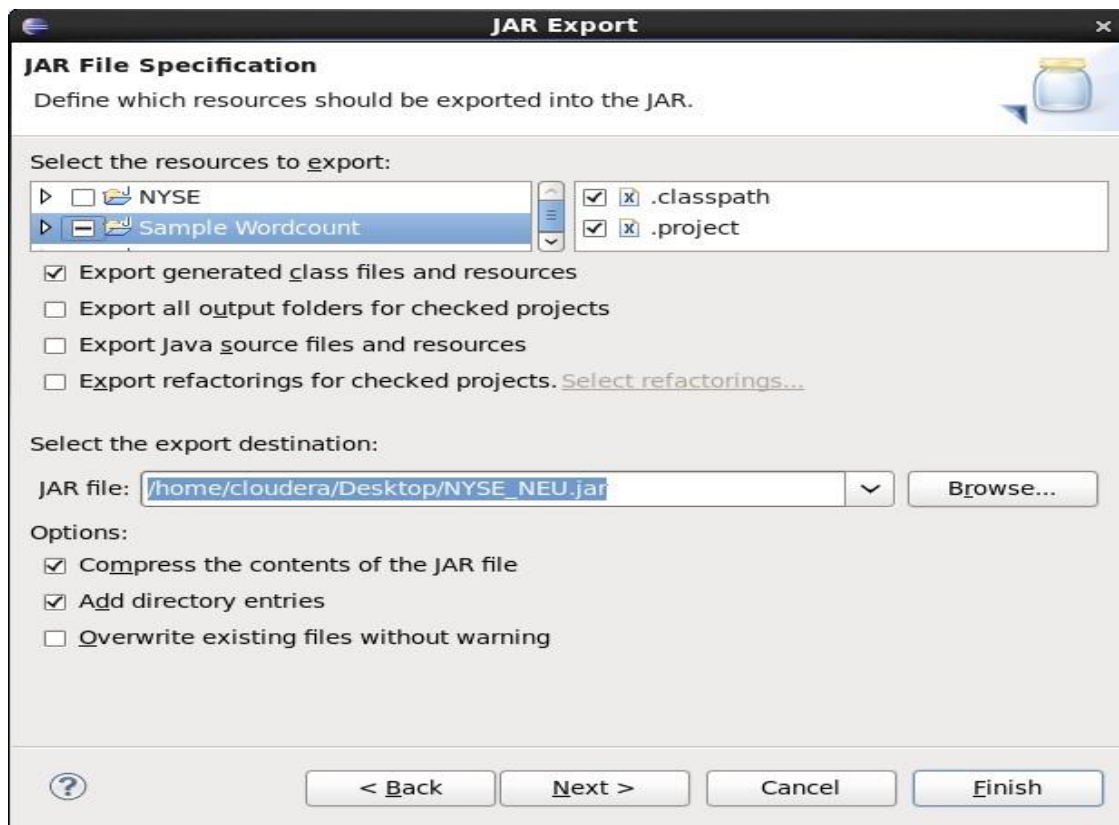 JAR Export
JAR File Specification
Define which resources should be exported into the JAR.
Select the resources to export:
NYSE
Sample Wordcount
.classpath
.project
Export generated class files and resources
Export all output folders for checked projects
Export Java source files and resources
Export refactorings for checked projects. Select refactorings...
Select the export destination:
JAR file: /home/cloudera/Desktop/NYSE_NEU.jar Browse...
Options:
Compress the contents of the JAR file
Add directory entries
Overwrite existing files without warning
< Back Next > Cancel Finish